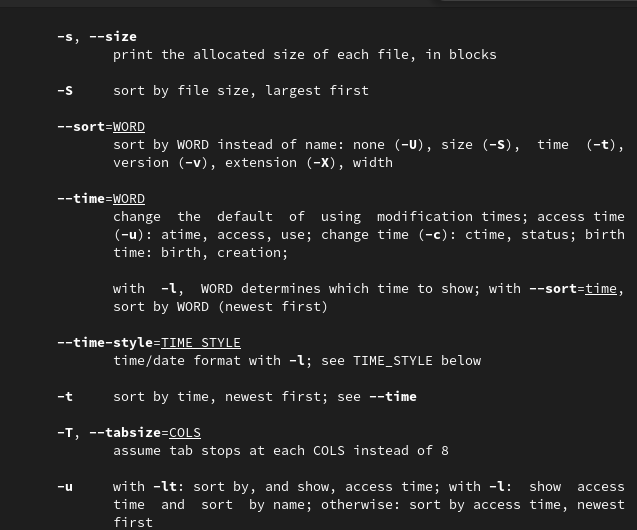 -s, --size
print the allocated size of each file, in blocks
-S sort by file size, largest first
--sort=WORD
sort by WORD instead of name: none (-U), size (-S), time (-t),
version (-v), extension (-X), width
--time=WORD
change the default of using modification times; access time
(-u): atime, access, use; change time (-c): ctime, status; birth
time: birth, creation;
with -l, WORD determines which time to show; with --sort=time,
sort by WORD (newest first)
--time-style=TIME_STYLE
time/date format with -l; see TIME_STYLE below
-t sort by time, newest first; see --time
-T, --tabsize=COLS
assume tab stops at each COLS instead of 8
-u with -lt: sort by, and show, access time; with -l: show access
time and sort by name; otherwise: sort by access time, newest
first